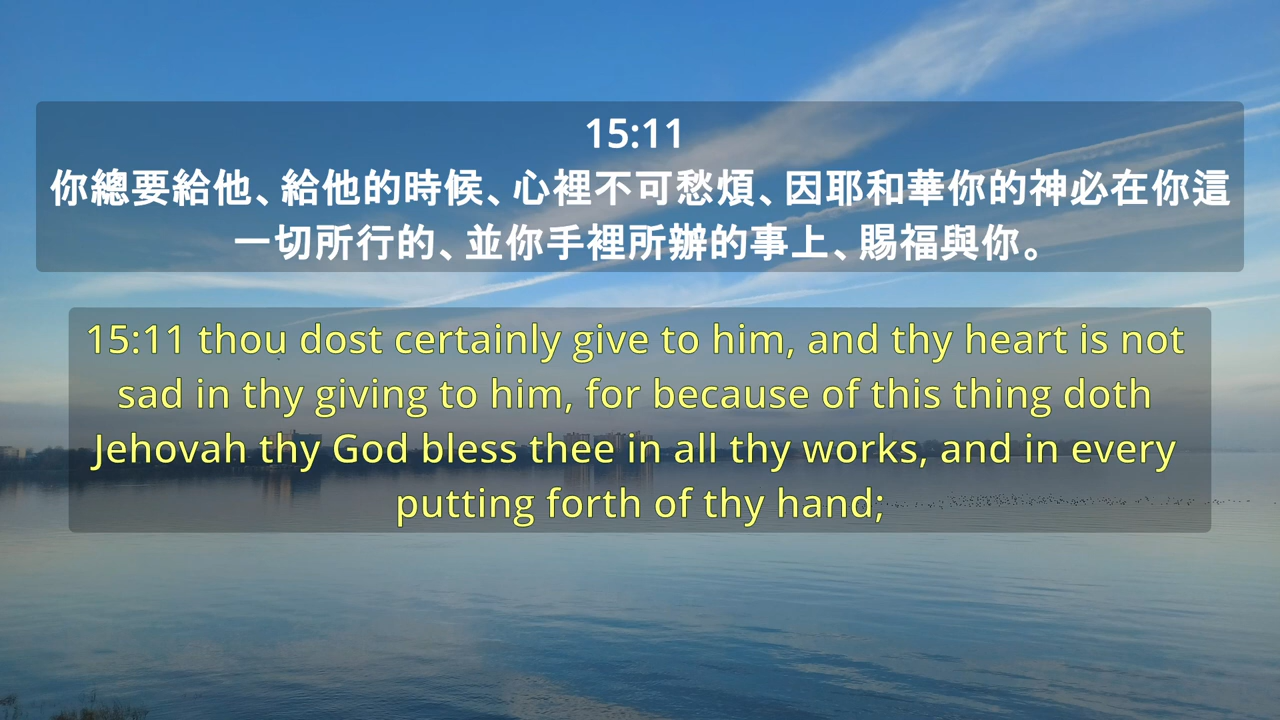 15:11
你總要給他、給他的時候、心裡不可愁煩、因耶和華你的神必在你這
一切所行的、並你手裡所辦的事上、賜福與你。
15:11 thou dost certainly give to him, and thy heart is not
sad in thy giving to him, for because of this thing doth
Jehovah thy God bless thee in all thy works, and in every
putting forth of thy hand;